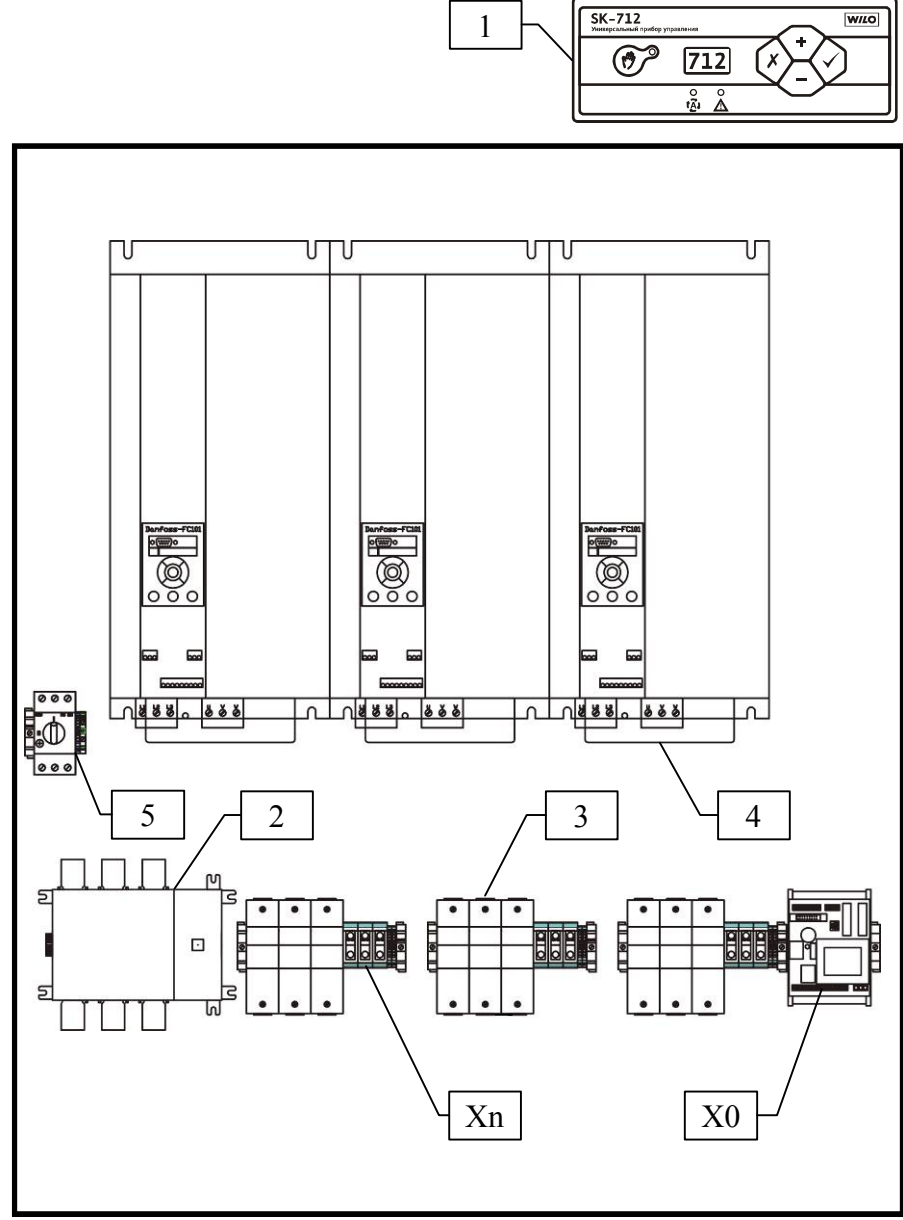 1
SK-712
Универсальный прибор управления
WILO
712
Danfoss-FC101
Danfoss-FC101
Danfoss-FC101
5
2
3
4
Xn
X0